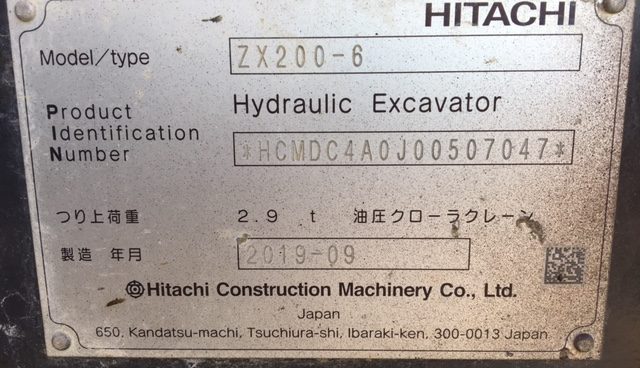 HITACHI
Model/type ZX200-6
Product Identification Number
Hydraulic Excavator
*HCMDC4A0J00507047*
つり上荷重 2.9 t 油圧クローラクレーン
製造 年月 2019-09
Hitachi Construction Machinery Co., Ltd.
Japan
650, Kandatsu-machi, Tsuchiura-shi, Ibaraki-ken, 300-0013 Japan